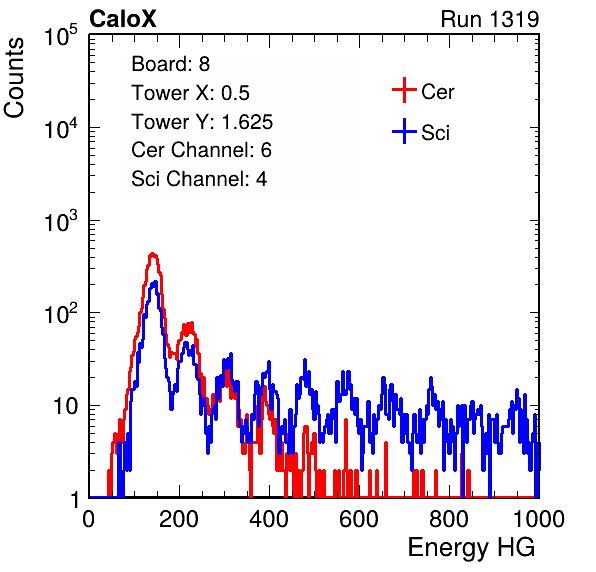 CaloX Run 1319
Counts
10^5
10^4
10^3
10^2
10
1
Board: 8
Tower X: 0.5
Tower Y: 1.625
Cer Channel: 6
Sci Channel: 4
Cer
Sci
0 200 400 600 800 1000
Energy HG